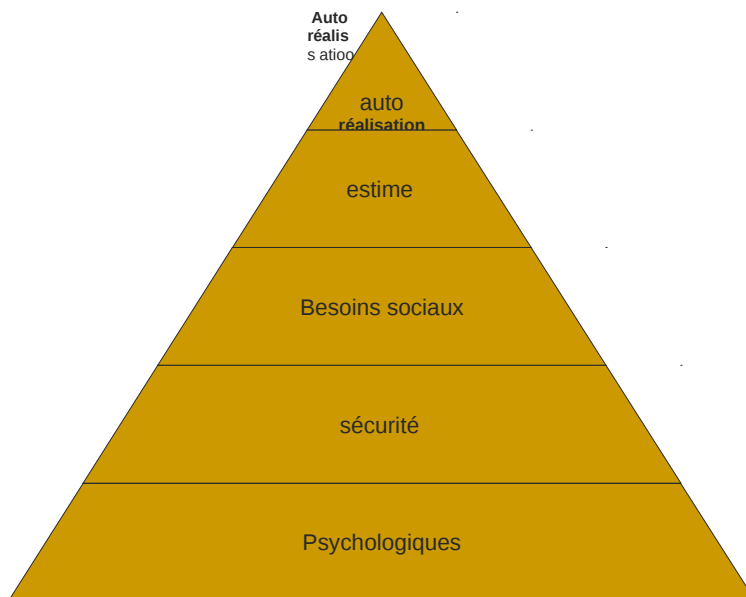 Auto
réalis
s atioo
auto
réalisation
estime
Besoins sociaux
sécurité
Psychologiques